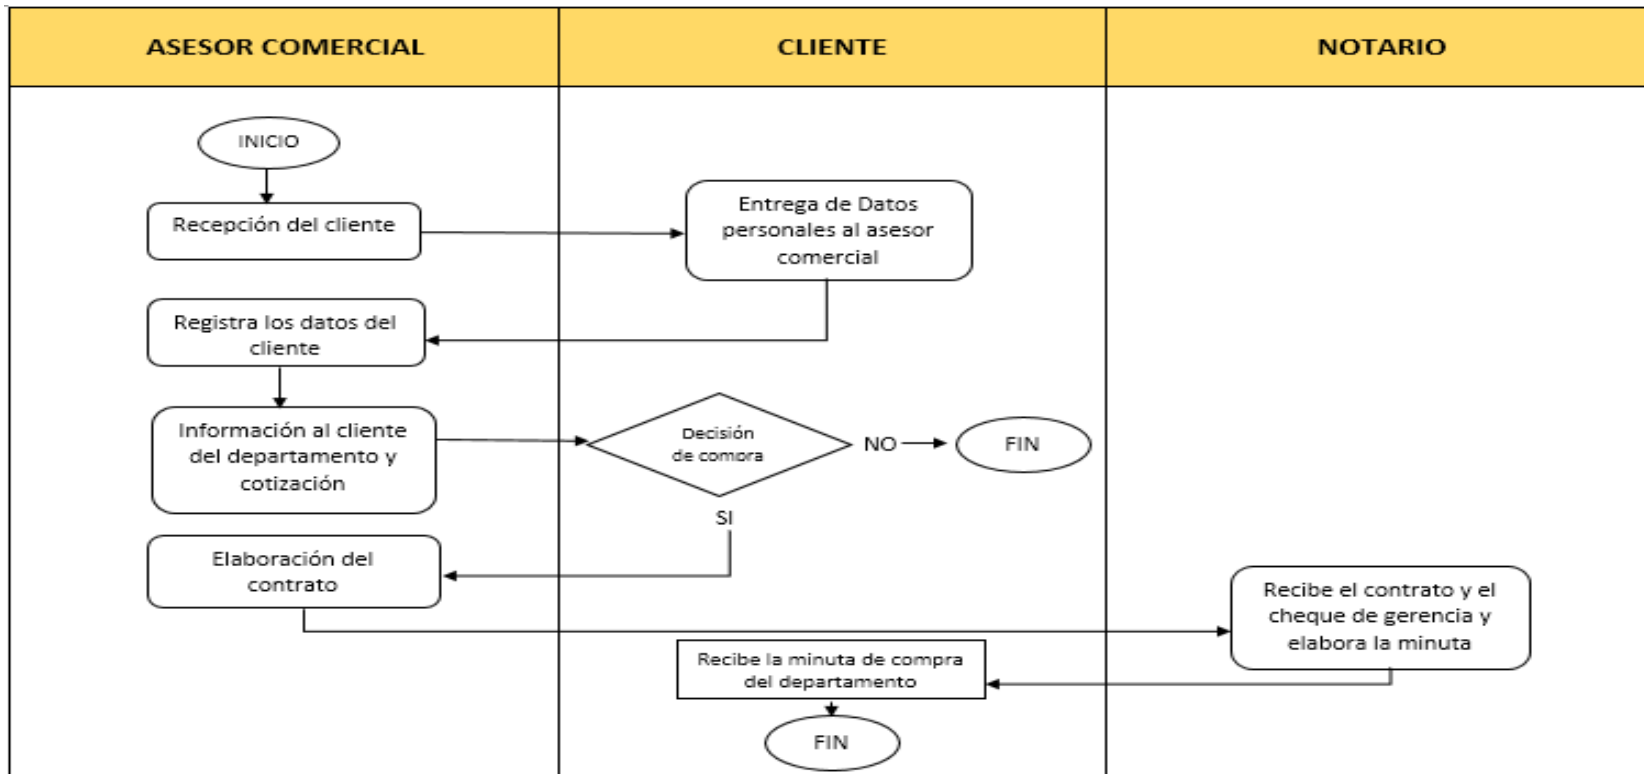 ASESOR COMERCIAL
CLIENTE
NOTARIO
INICIO
Recepción del cliente
Entrega de Datos
personales al asesor
comercial
Registra los datos del
cliente
Información al cliente
del departamento y
cotización
Decisión
de compra
NO
FIN
SI
Elaboración del
contrato
Recibe el contrato y el
cheque de gerencia y
elabora la minuta
Recibe la minuta de compra
del departamento
FIN